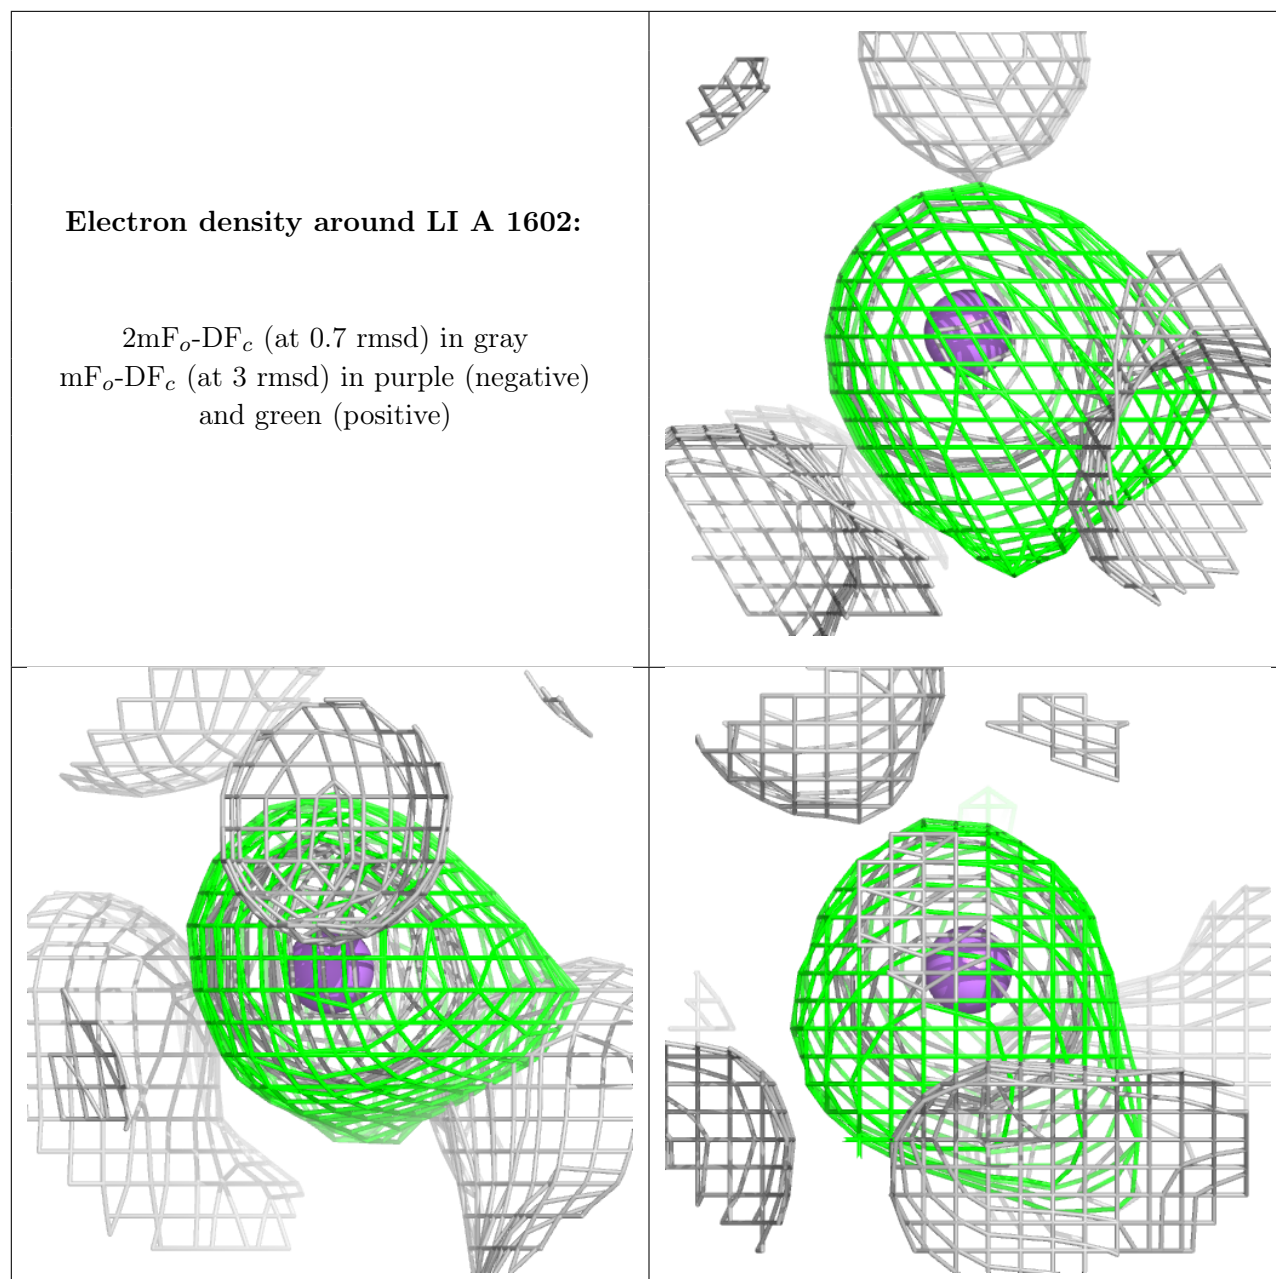 Electron density around LI A 1602:
2mFo-DFc (at 0.7 rmsd) in gray
mFo-DFc (at 3 rmsd) in purple (negative)
and green (positive)